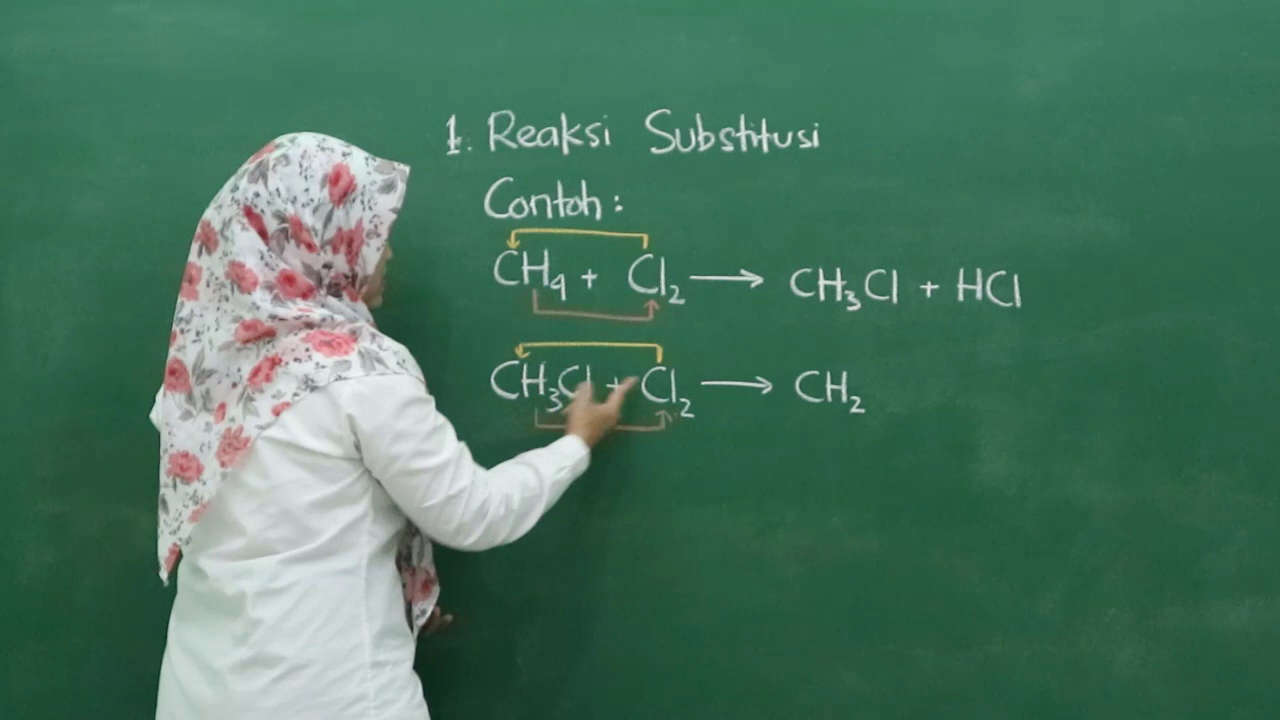 1. Reaksi Substitusi
Contoh:
CH₄ + Cl₂ → CH₃Cl + HCl
CH₃Cl + Cl₂ → CH₂